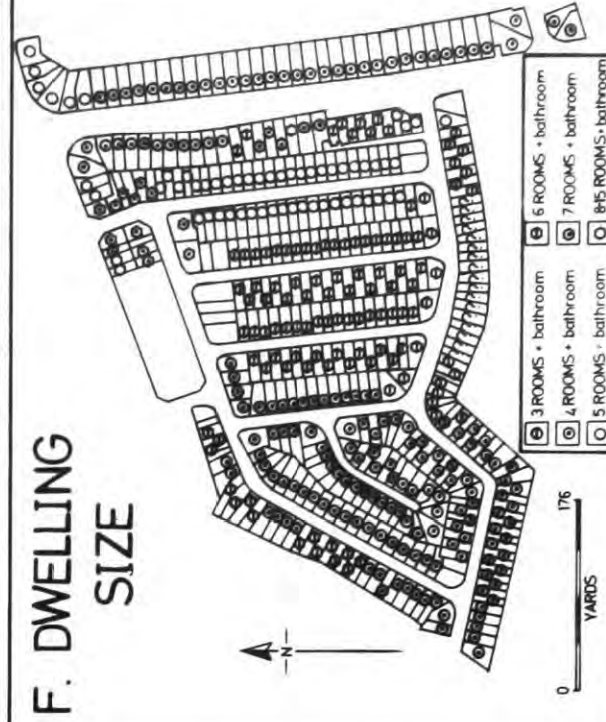 F. DWELLING
SIZE
N
0 176
YARDS
3 ROOMS + bathroom
4 ROOMS + bathroom
5 ROOMS + bathroom
6 ROOMS + bathroom
7 ROOMS + bathroom
8-15 ROOMS + bathroom